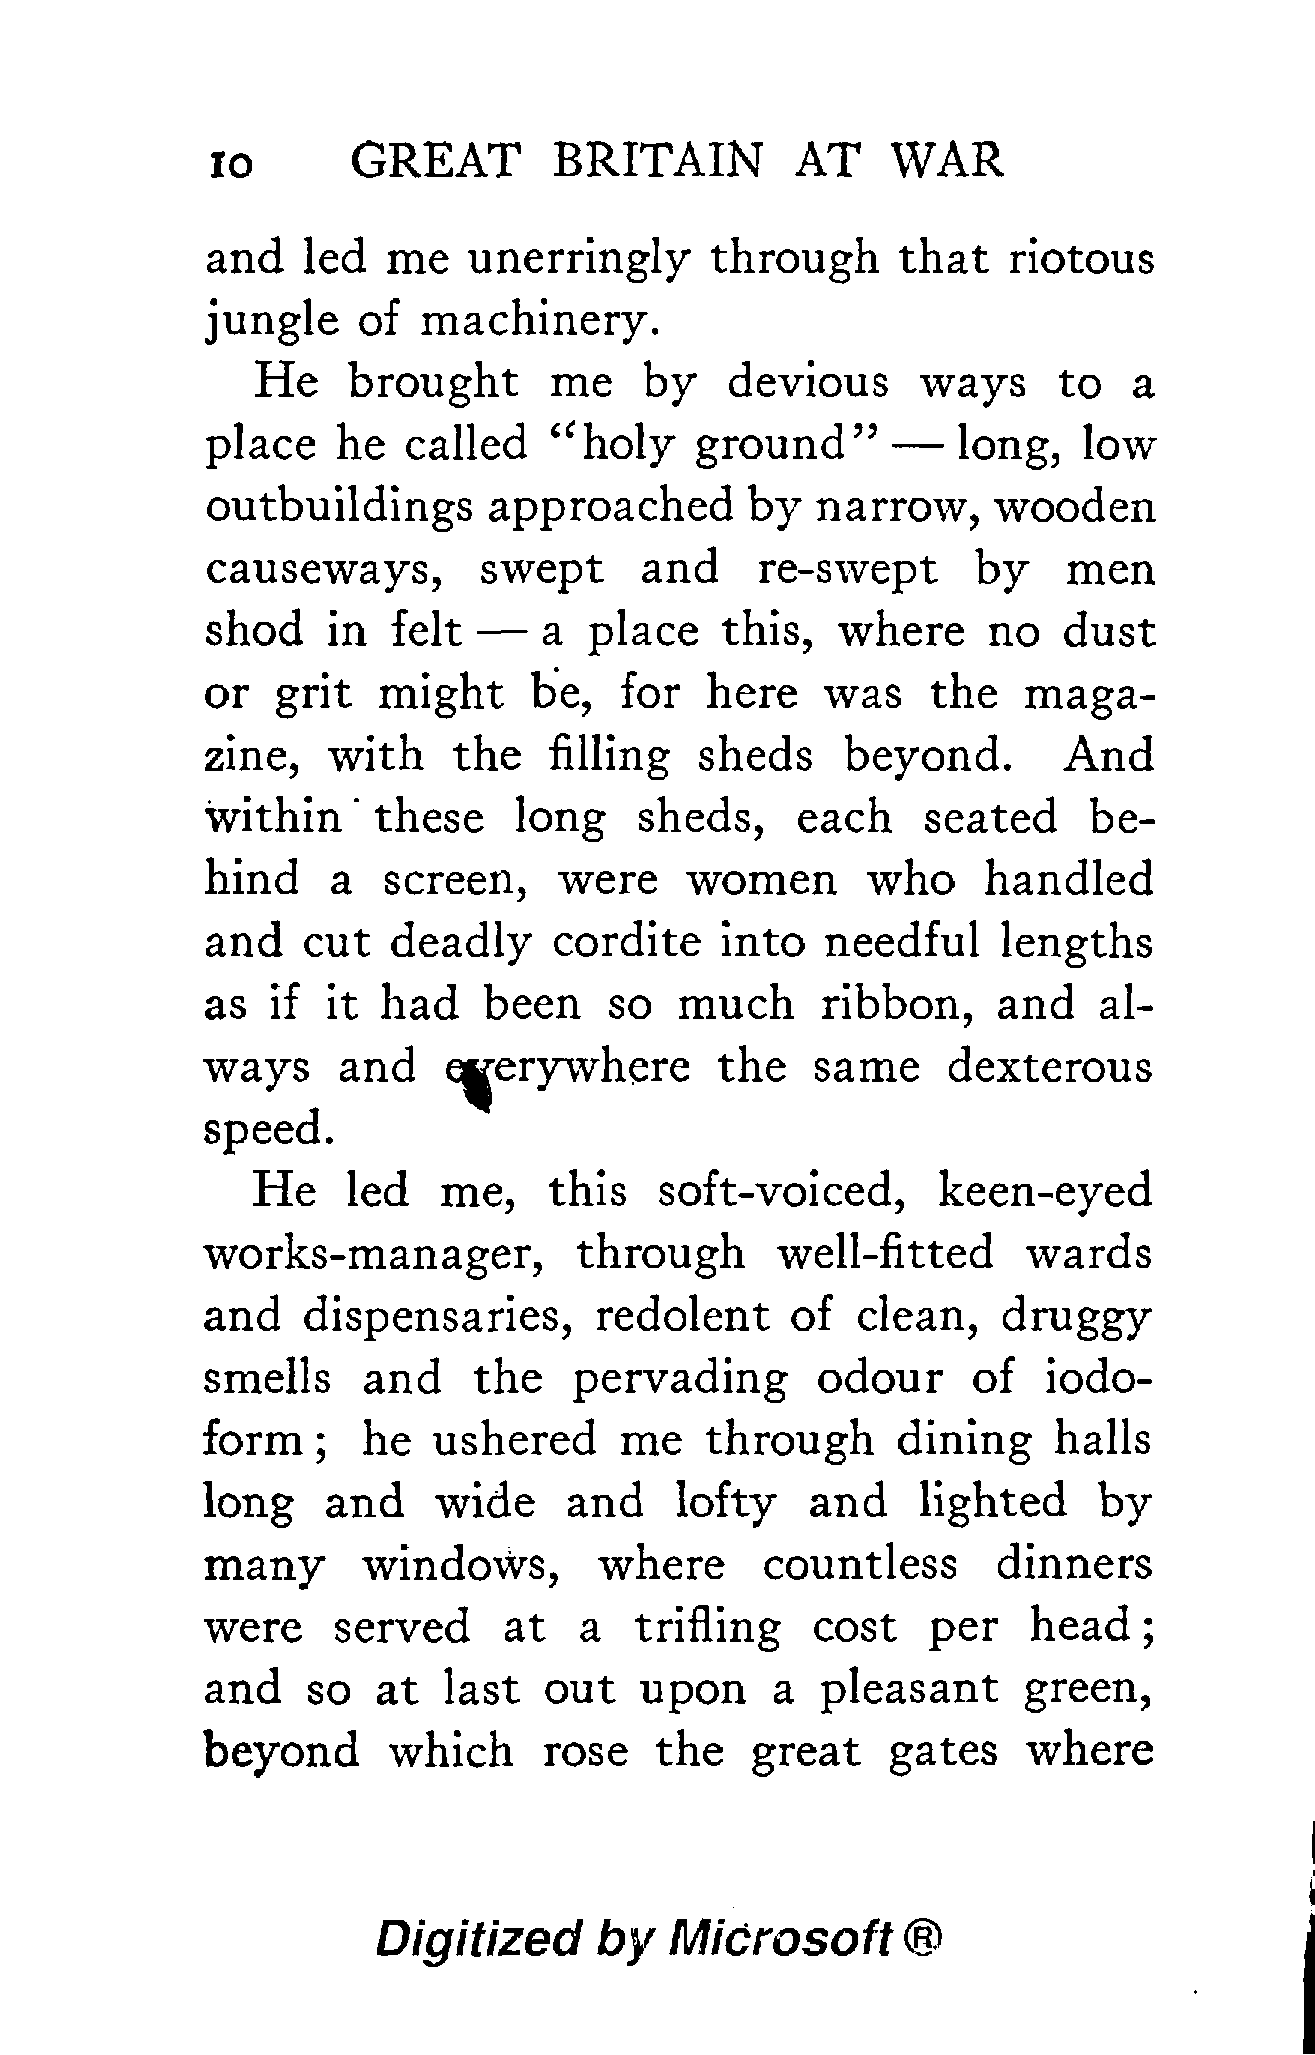 10 GREAT BRITAIN AT WAR
and led me unerringly through that riotous
jungle of machinery.
He brought me by devious ways to a
place he called “holy ground” — long, low
outbuildings approached by narrow, wooden
causeways, swept and re-swept by men
shod in felt — a place this, where no dust
or grit might be, for here was the maga-
zine, with the filling sheds beyond. And
within these long sheds, each seated be-
hind a screen, were women who handled
and cut deadly cordite into needful lengths
as if it had been so much ribbon, and al-
ways and everywhere the same dexterous
speed.
He led me, this soft-voiced, keen-eyed
works-manager, through well-fitted wards
and dispensaries, redolent of clean, druggy
smells and the pervading odour of iodo-
form; he ushered me through dining halls
long and wide and lofty and lighted by
many windows, where countless dinners
were served at a trifling cost per head;
and so at last out upon a pleasant green,
beyond which rose the great gates where
Digitized by Microsoft ®